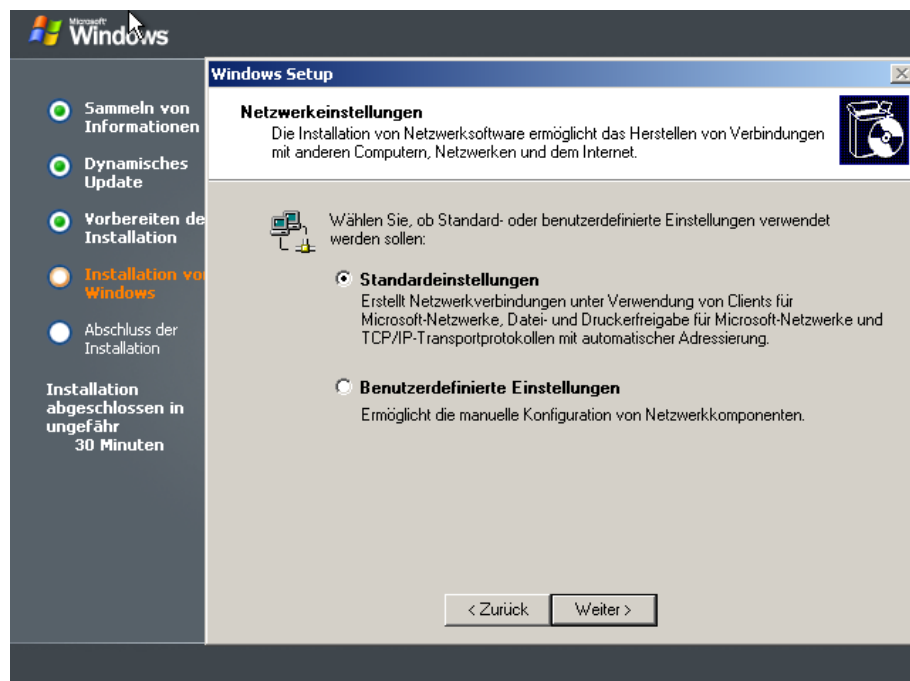 Microsoft
Windows
Windows Setup
Sammeln von
Informationen
Dynamisches
Update
Vorbereiten de
Installation
Installation vo
Windows
Abschluss der
Installation
Installation
abgeschlossen in
ungefähr
30 Minuten
Netzwerkeinstellungen
Die Installation von Netzwerksoftware ermöglicht das Herstellen von Verbindungen
mit anderen Computern, Netzwerken und dem Internet.
Wählen Sie, ob Standard- oder benutzerdefinierte Einstellungen verwendet
werden sollen:
Standardeinstellungen
Erstellt Netzwerkverbindungen unter Verwendung von Clients für
Microsoft-Netzwerke, Datei- und Druckerfreigabe für Microsoft-Netzwerke und
TCP/IP-Transportprotokollen mit automatischer Adressierung.
Benutzerdefinierte Einstellungen
Ermöglicht die manuelle Konfiguration von Netzwerkkomponenten.
< Zurück
Weiter >